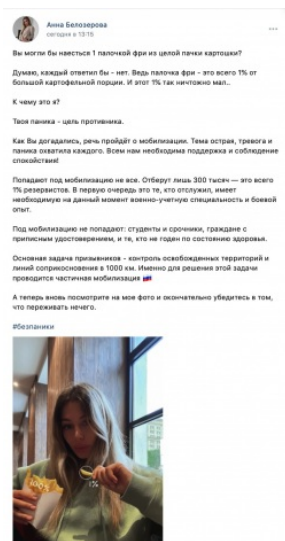 Анна Белозерова
сегодня в 13:15
Вы могли бы наесться 1 палочкой фри из целой пачки картошки?
Думаю, каждый ответил бы - нет. Ведь палочка фри - это всего 1% от
большой картофельной порции. И этот 1% так ничтожно мал..
К чему это я?
Твоя паника - цель противника.
Как Вы догадались, речь пройдёт о мобилизации. Тема острая, тревога и
паника охватила каждого. Всем нам необходима поддержка и соблюдение
спокойствия!
Попадают под мобилизацию не все. Отберут лишь 300 тысяч — это всего
1% резервистов. В первую очередь это те, кто отслужил, имеет
необходимую на данный момент военно-учетную специальность и боевой
опыт.
Под мобилизацию не попадают: студенты и срочники, граждане с
приписным удостоверением, и те, кто не годен по состоянию здоровья.
Основная задача призывников - контроль освобожденных территорий и
линий соприкосновения в 1000 км. Именно для решения этой задачи
проводится частичная мобилизация 🇷🇺
А теперь вновь посмотрите на мое фото и окончательно убедитесь в том,
что переживать нечего.
#безпаники
100%
1%